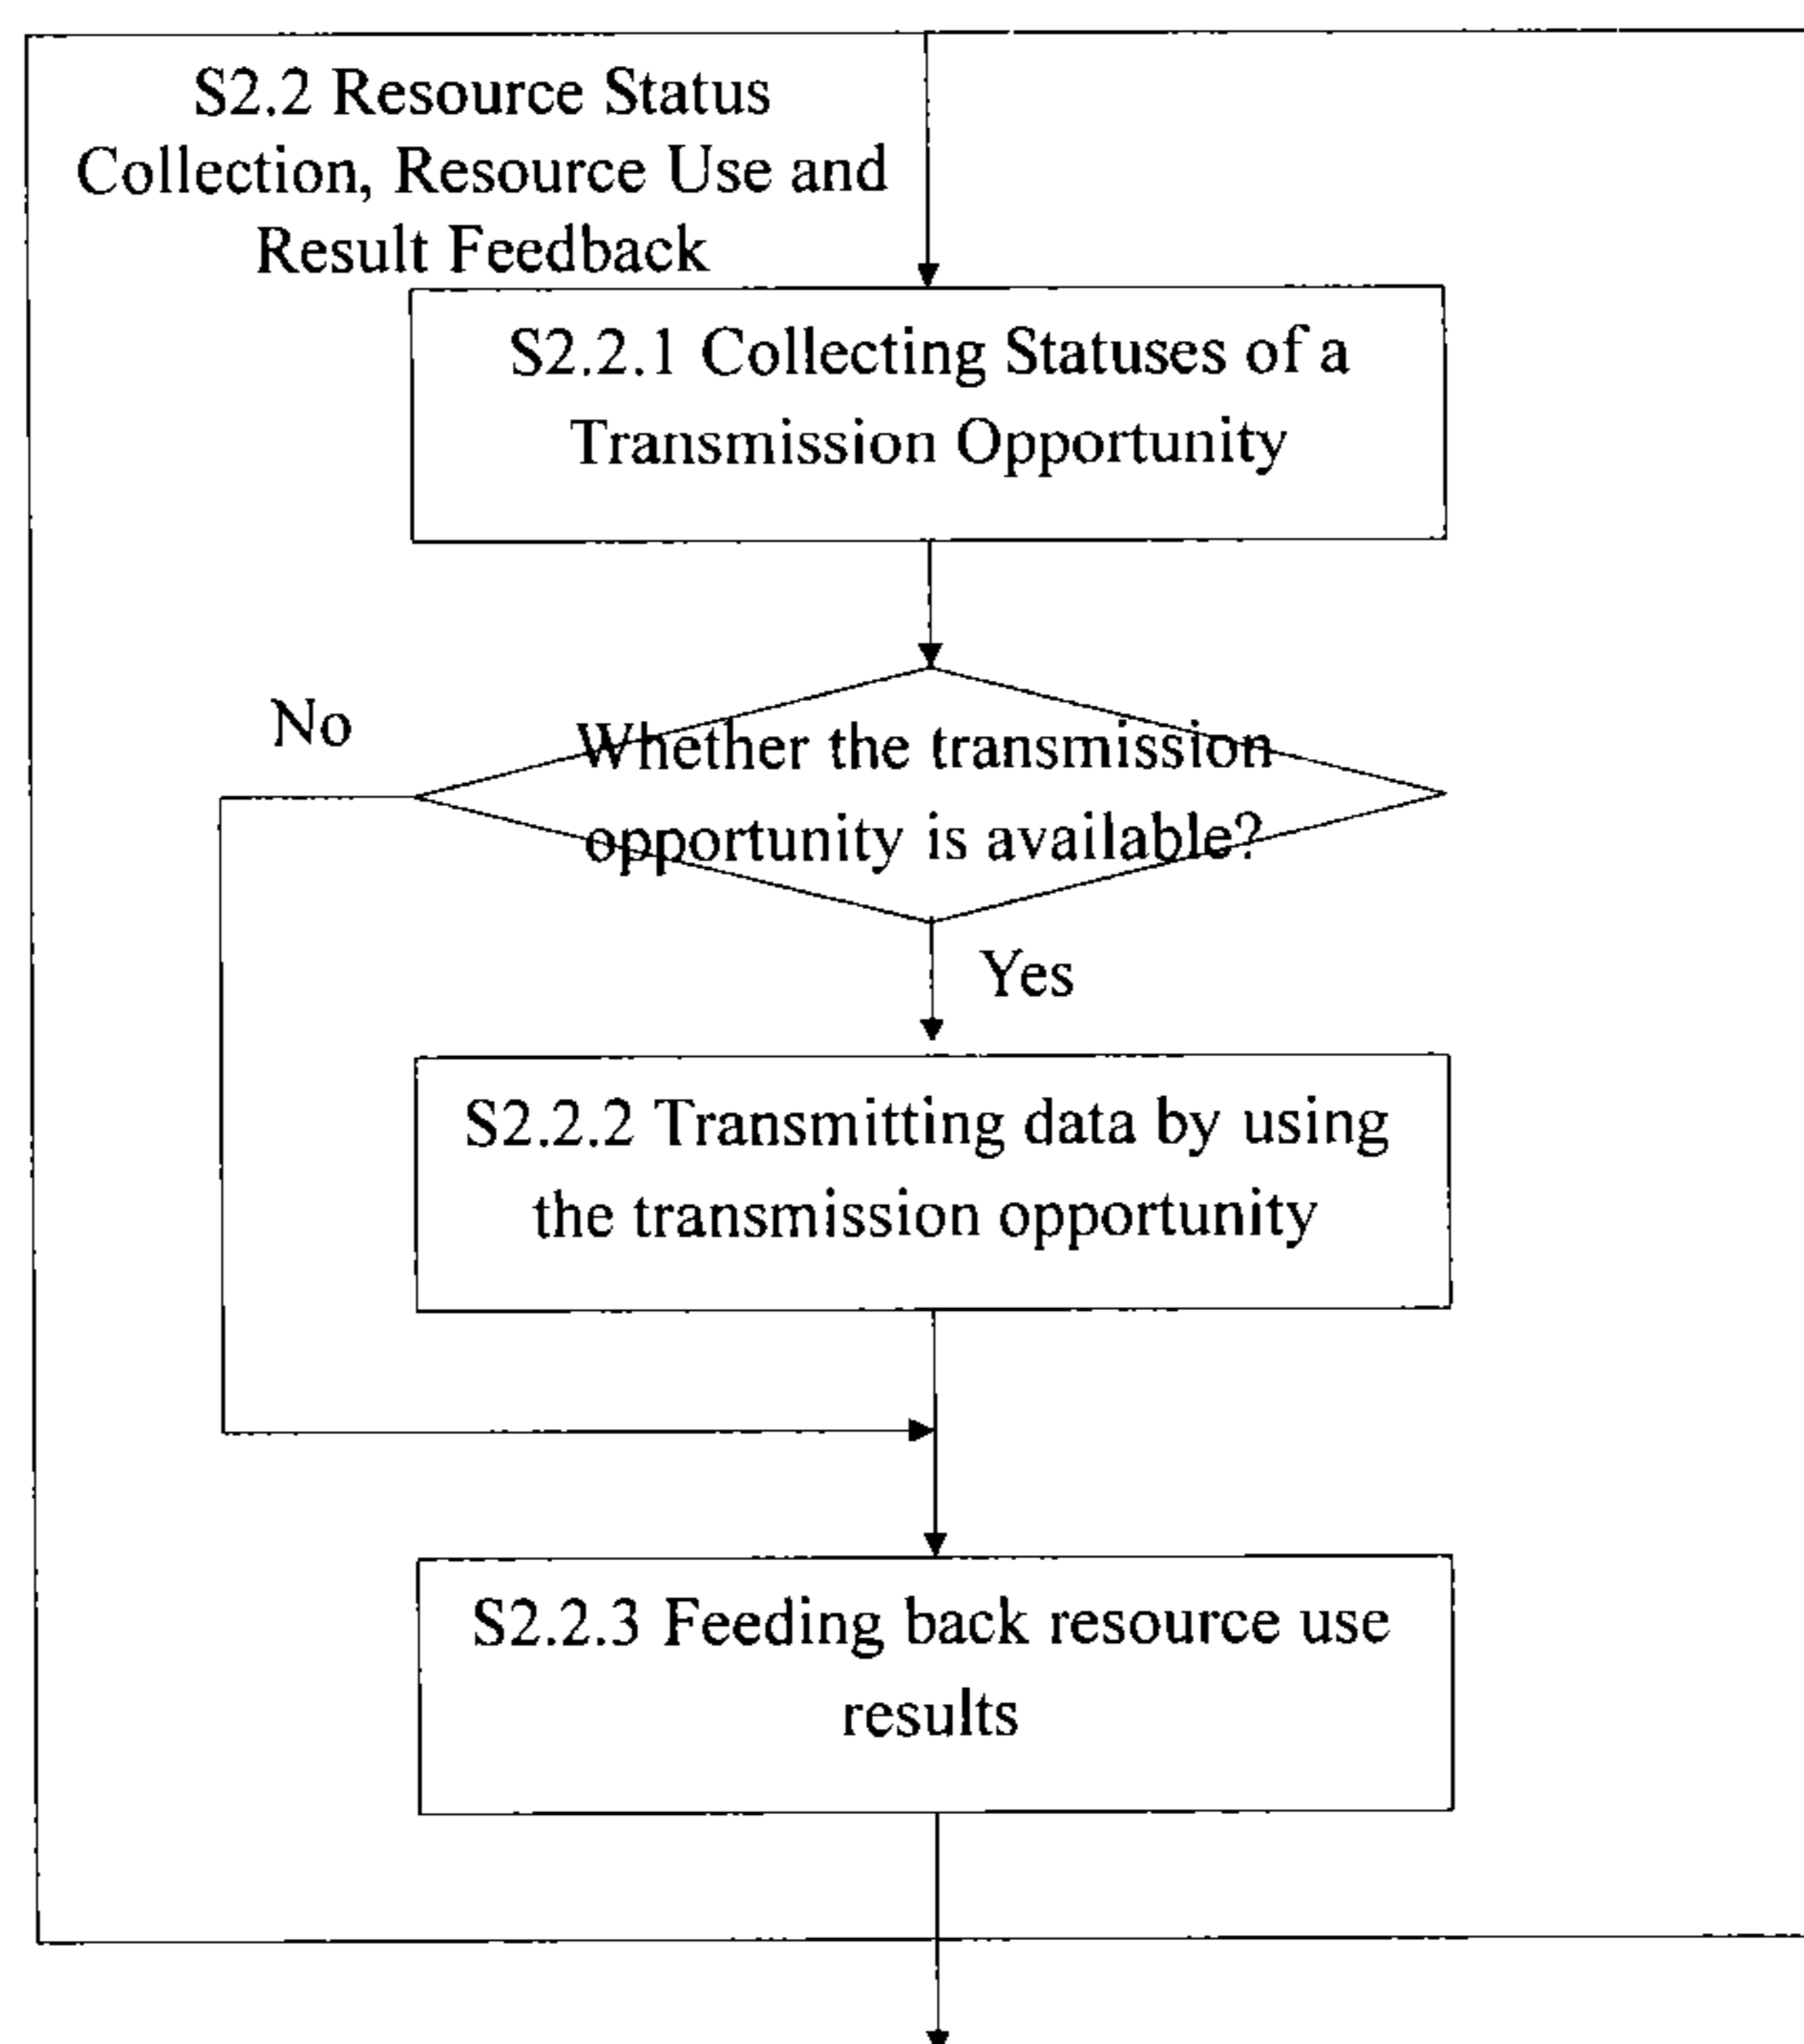 S2.2 Resource Status
Collection, Resource Use and
Result Feedback
S2.2.1 Collecting Statuses of a
Transmission Opportunity
No
Whether the transmission
opportunity is available?
Yes
S2.2.2 Transmitting data by using
the transmission opportunity
S2.2.3 Feeding back resource use
results